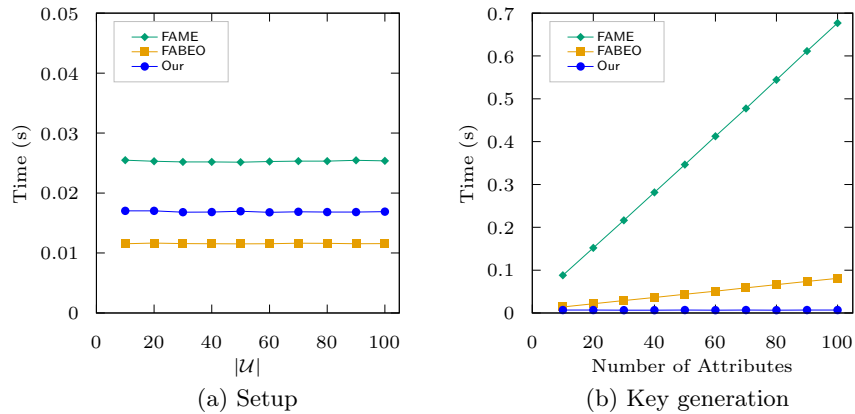 0.05
0.04
0.03
0.02
0.01
0
Time (s)
FAME
FABEO
Our
0 20 40 60 80 100
|𝒰|
(a) Setup
0.7
0.6
0.5
0.4
0.3
0.2
0.1
0
Time (s)
FAME
FABEO
Our
0 20 40 60 80 100
Number of Attributes
(b) Key generation